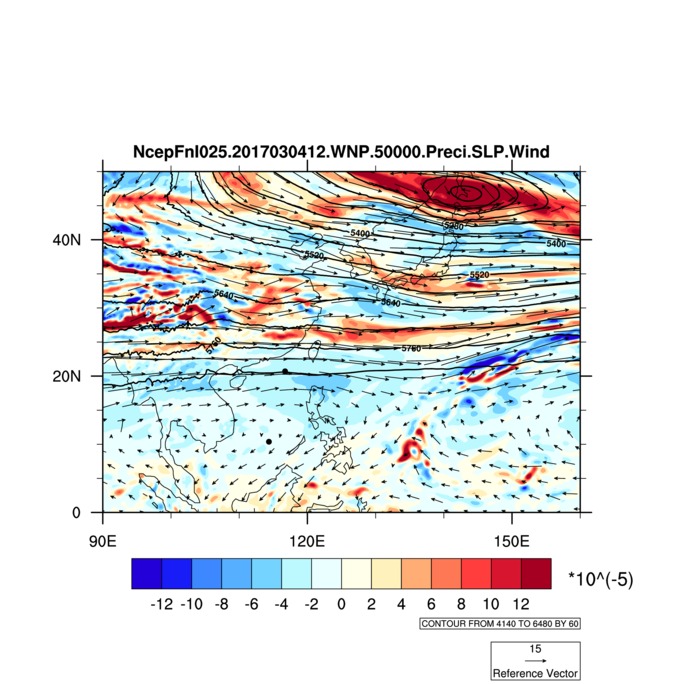 NcepFnl025.2017030412.WNP.50000.Preci.SLP.Wind
5400
5280
5400
5520
5520
5640
5640
5760
5760
40N
20N
0
90E 120E 150E
-12 -10 -8 -6 -4 -2 0 2 4 6 8 10 12
*10^(-5)
CONTOUR FROM 4140 TO 6480 BY 60
15
Reference Vector